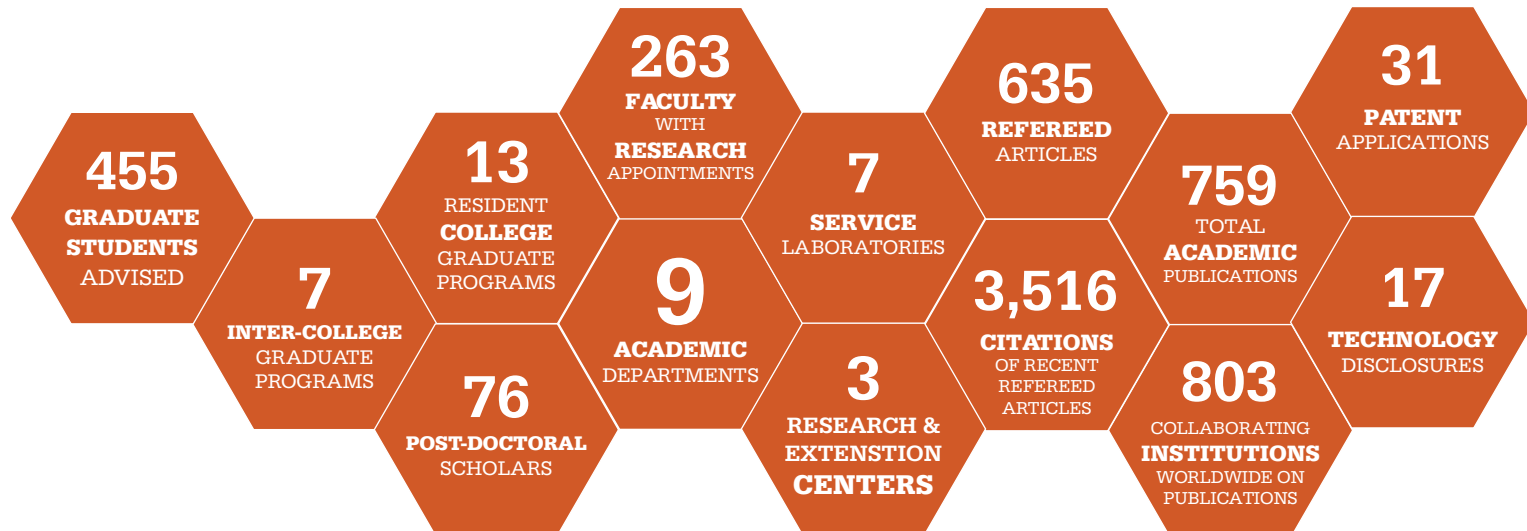 455
GRADUATE
STUDENTS
ADVISED
7
INTER-COLLEGE
GRADUATE
PROGRAMS
13
RESIDENT
COLLEGE
GRADUATE
PROGRAMS
76
POST-DOCTORAL
SCHOLARS
263
FACULTY
WITH
RESEARCH
APPOINTMENTS
9
ACADEMIC
DEPARTMENTS
7
SERVICE
LABORATORIES
3
RESEARCH &
EXTENSTION
CENTERS
635
REFEREED
ARTICLES
3,516
CITATIONS
OF RECENT
REFEREED
ARTICLES
759
TOTAL
ACADEMIC
PUBLICATIONS
803
COLLABORATING
INSTITUTIONS
WORLDWIDE ON
PUBLICATIONS
31
PATENT
APPLICATIONS
17
TECHNOLOGY
DISCLOSURES